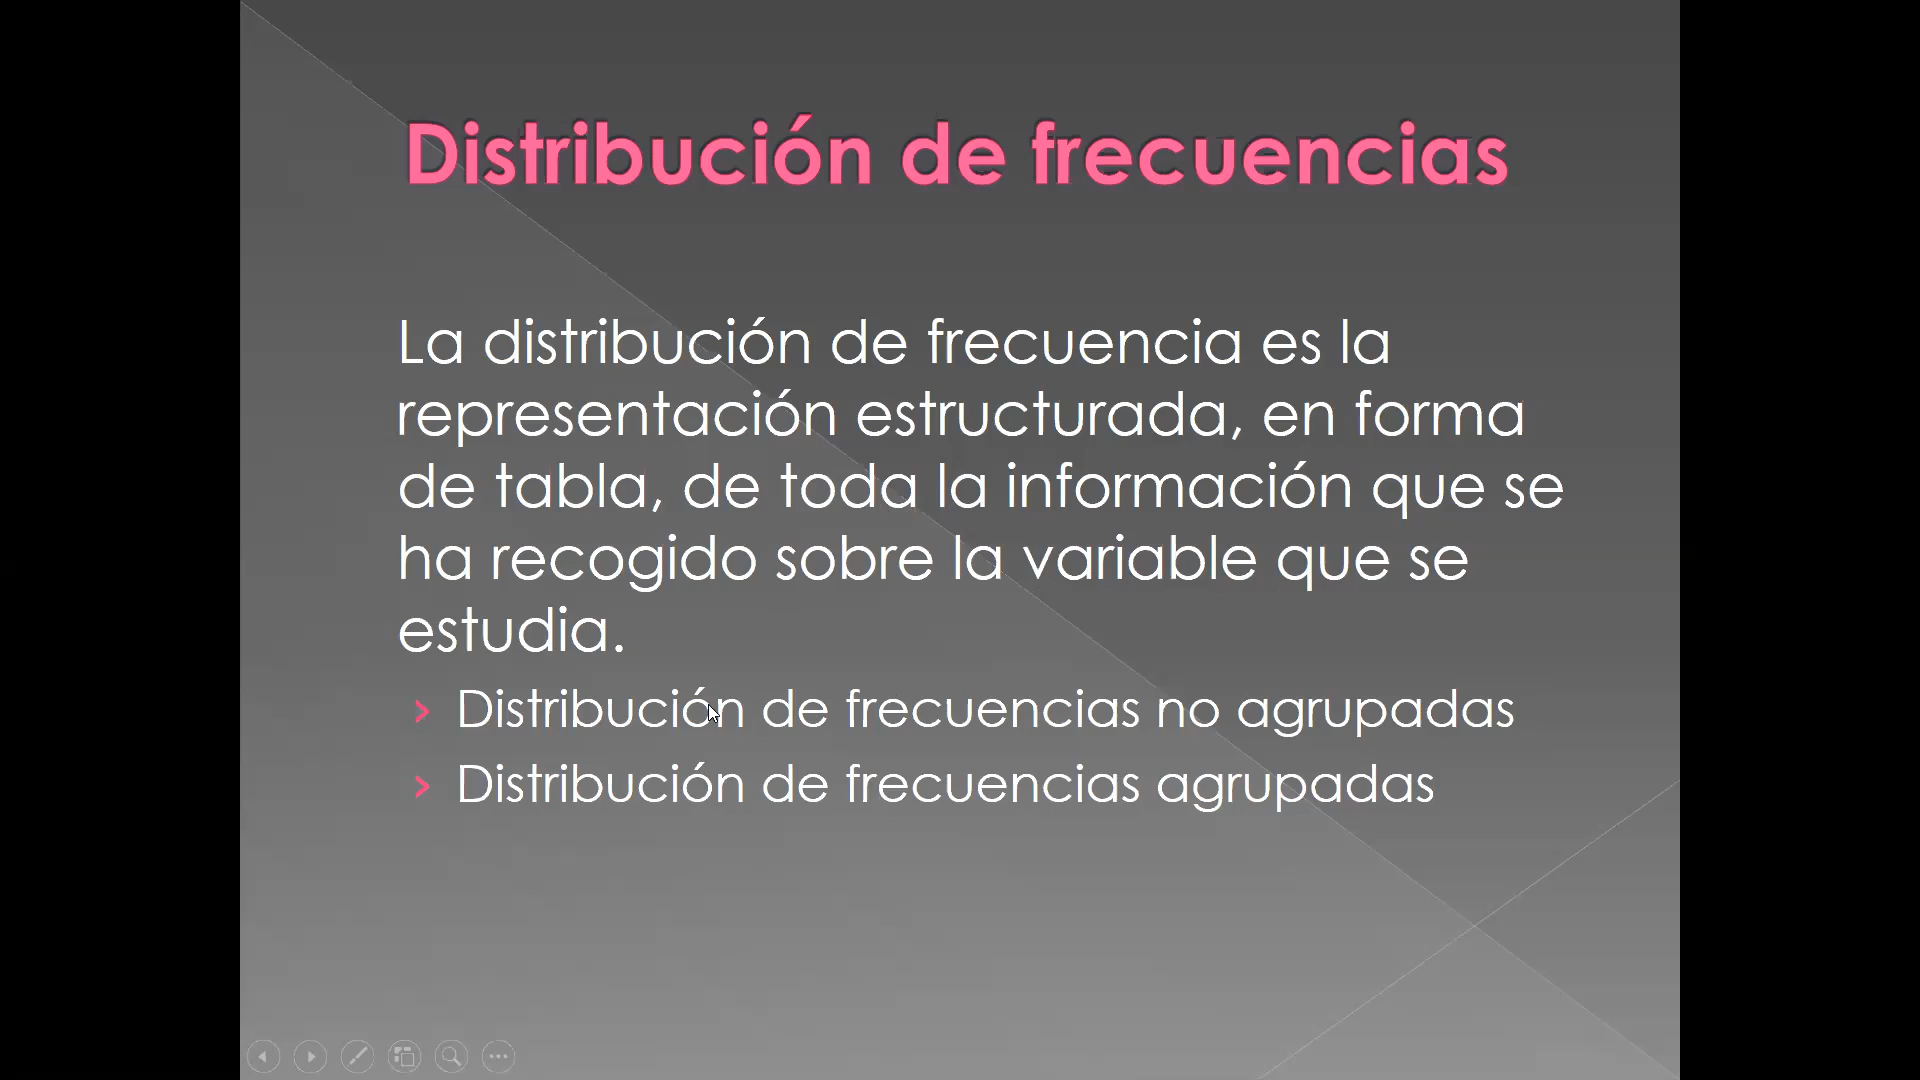 Distribución de frecuencias
La distribución de frecuencia es la
representación estructurada, en forma
de tabla, de toda la información que se
ha recogido sobre la variable que se
estudia.
› Distribución de frecuencias no agrupadas
› Distribución de frecuencias agrupadas